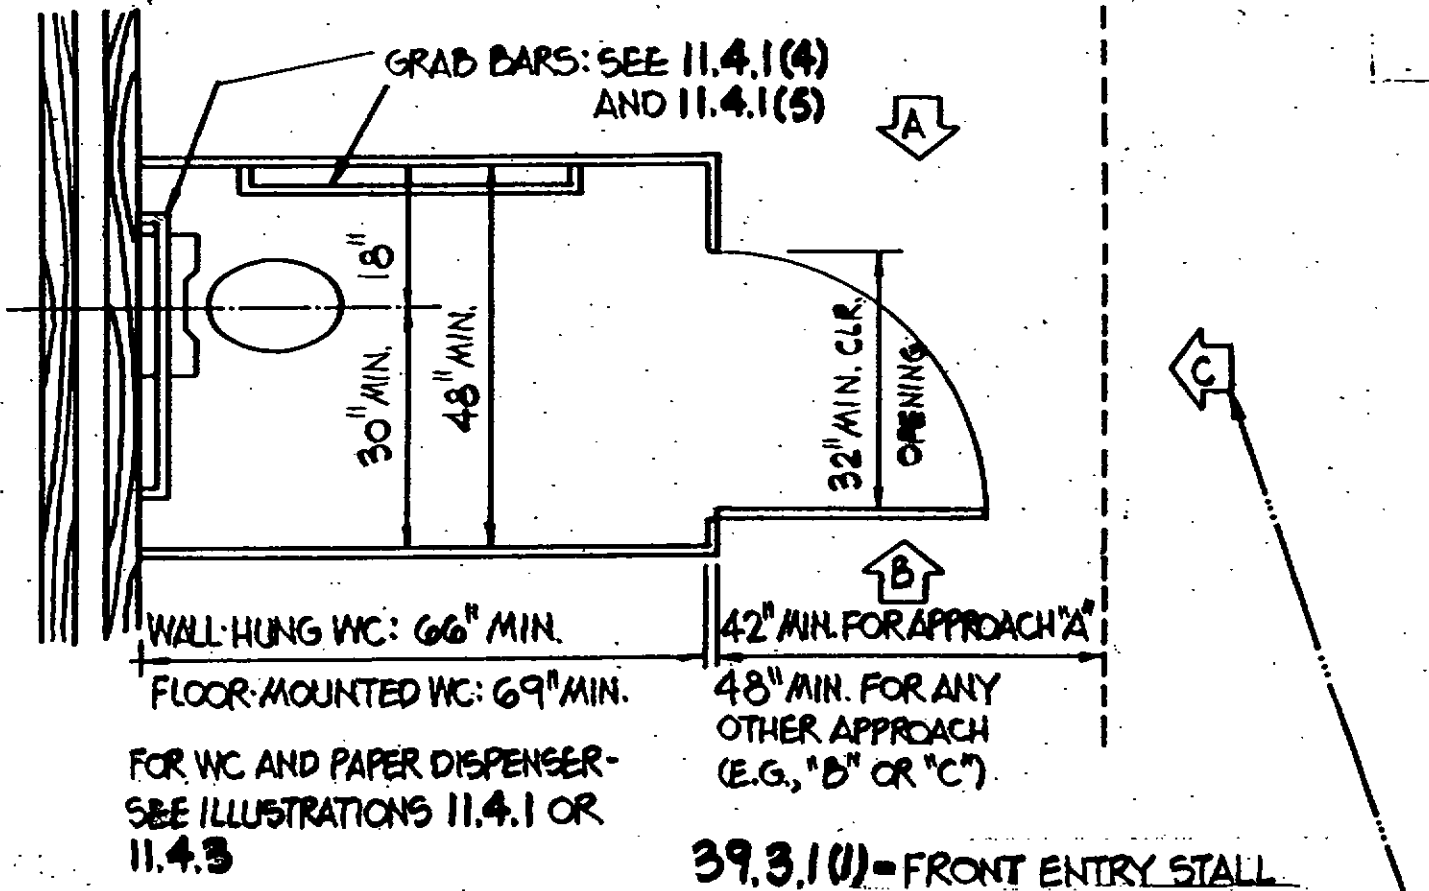 GRAB BARS: SEE 11.4.1(4)
AND 11.4.1(5)
A
18"
30" MIN.
48" MIN.
32" MIN. CLR.
OPENING
C
B
WALL-HUNG WC: 66" MIN.
FLOOR-MOUNTED WC: 69" MIN.
42" MIN. FOR APPROACH "A"
48" MIN. FOR ANY
OTHER APPROACH
(E.G., "B" OR "C")
FOR WC AND PAPER DISPENSER-
SEE ILLUSTRATIONS 11.4.1 OR
11.4.3
39.3.1(1)-FRONT ENTRY STALL